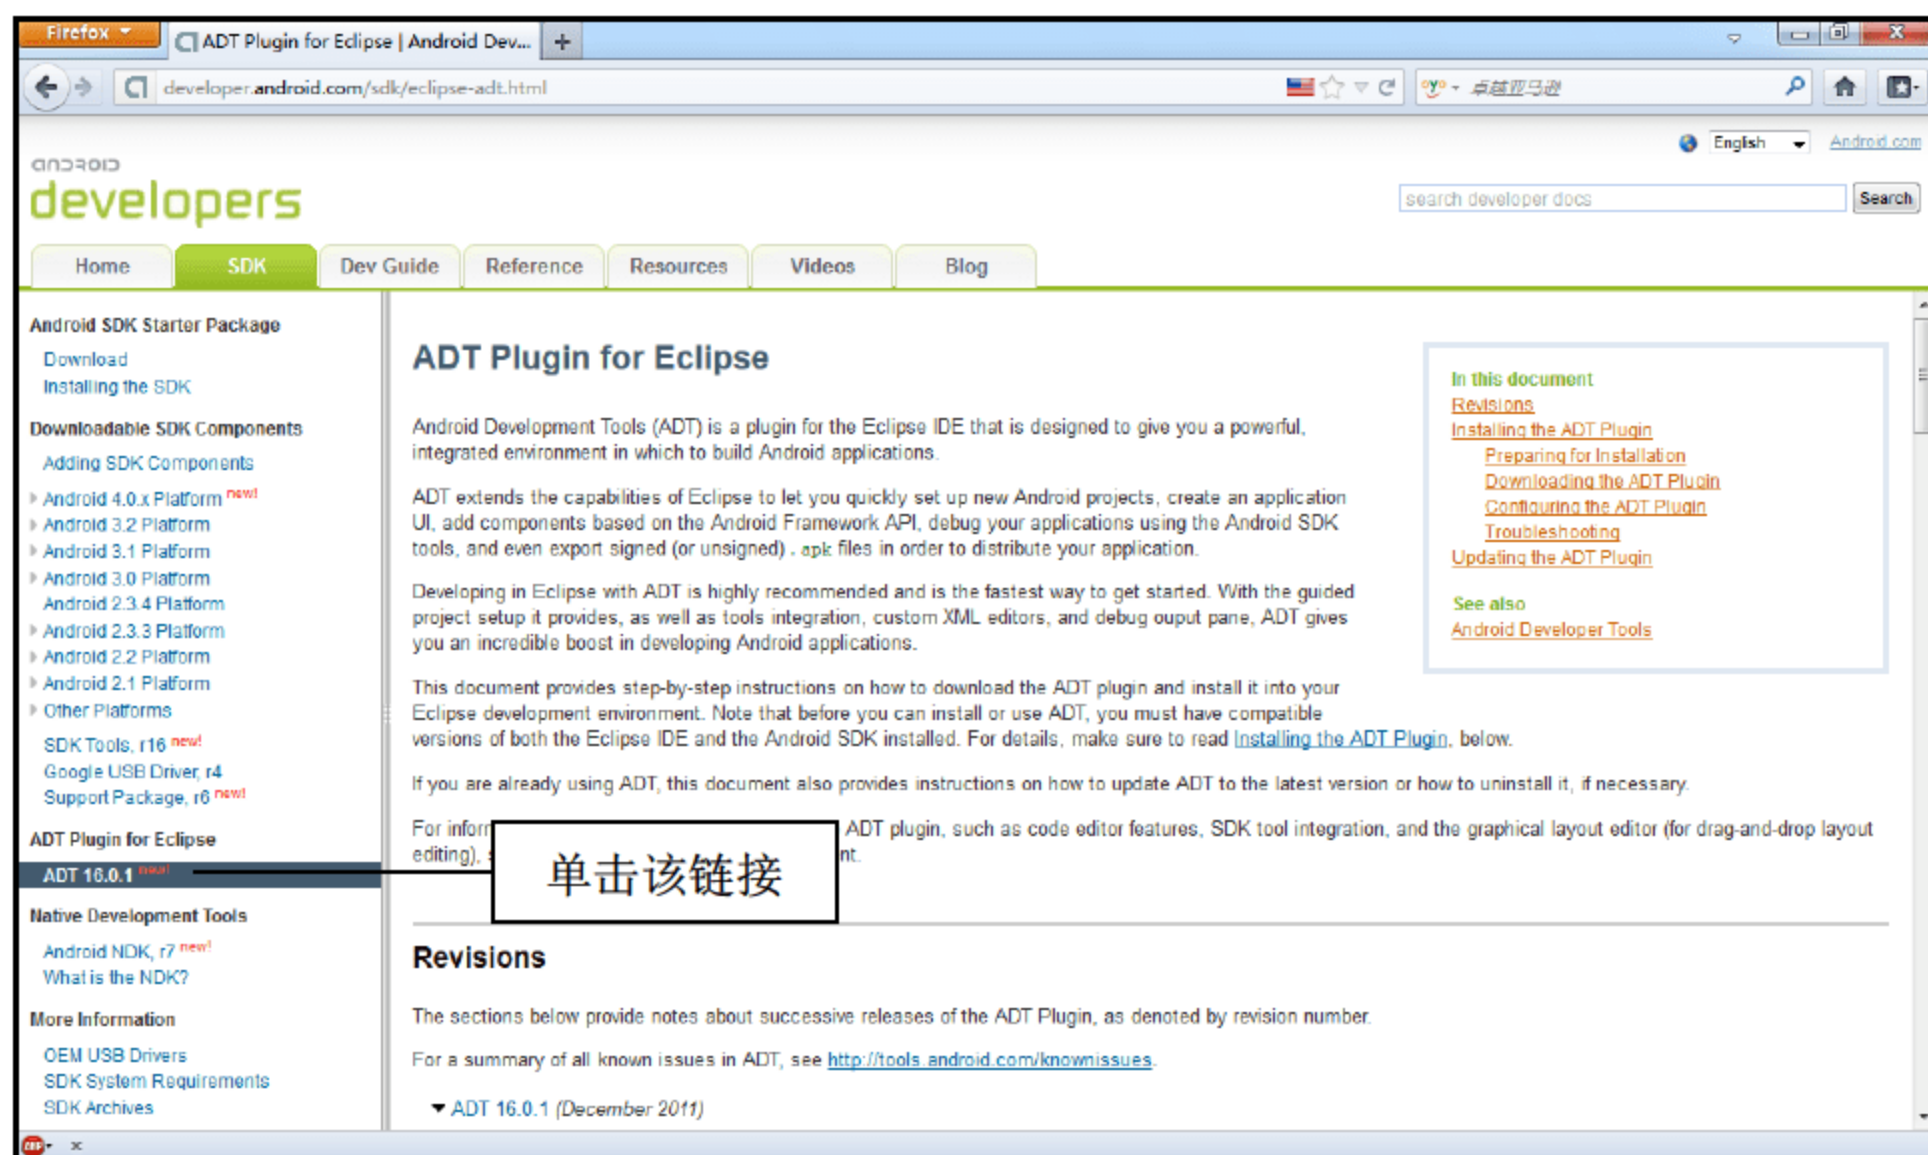 Firefox
ADT Plugin for Eclipse | Android Dev...
developer.android.com/sdk/eclipse-adt.html
卓越亚马逊
English
Android.com
android
developers
search developer docs
Search
Home
SDK
Dev Guide
Reference
Resources
Videos
Blog
Android SDK Starter Package
Download
Installing the SDK
Downloadable SDK Components
Adding SDK Components
Android 4.0.x Platform new!
Android 3.2 Platform
Android 3.1 Platform
Android 3.0 Platform
Android 2.3.4 Platform
Android 2.3.3 Platform
Android 2.2 Platform
Android 2.1 Platform
Other Platforms
SDK Tools, r16 new!
Google USB Driver, r4
Support Package, r6 new!
ADT Plugin for Eclipse
ADT 16.0.1 new!
Native Development Tools
Android NDK, r7 new!
What is the NDK?
More Information
OEM USB Drivers
SDK System Requirements
SDK Archives
ADT Plugin for Eclipse
Android Development Tools (ADT) is a plugin for the Eclipse IDE that is designed to give you a powerful,
integrated environment in which to build Android applications.
ADT extends the capabilities of Eclipse to let you quickly set up new Android projects, create an application
UI, add components based on the Android Framework API, debug your applications using the Android SDK
tools, and even export signed (or unsigned) .apk files in order to distribute your application.
Developing in Eclipse with ADT is highly recommended and is the fastest way to get started. With the guided
project setup it provides, as well as tools integration, custom XML editors, and debug ouput pane, ADT gives
you an incredible boost in developing Android applications.
This document provides step-by-step instructions on how to download the ADT plugin and install it into your
Eclipse development environment. Note that before you can install or use ADT, you must have compatible
versions of both the Eclipse IDE and the Android SDK installed. For details, make sure to read Installing the ADT Plugin, below.
If you are already using ADT, this document also provides instructions on how to update ADT to the latest version or how to uninstall it, if necessary.
For ADT plugin, such as code editor features, SDK tool integration, and the graphical layout editor (for drag-and-drop layout
editing),
单击该链接
In this document
Revisions
Installing the ADT Plugin
Preparing for Installation
Downloading the ADT Plugin
Configuring the ADT Plugin
Troubleshooting
Updating the ADT Plugin
See also
Android Developer Tools
Revisions
The sections below provide notes about successive releases of the ADT Plugin, as denoted by revision number.
For a summary of all known issues in ADT, see http://tools.android.com/knownissues.
ADT 16.0.1 (December 2011)
ABP